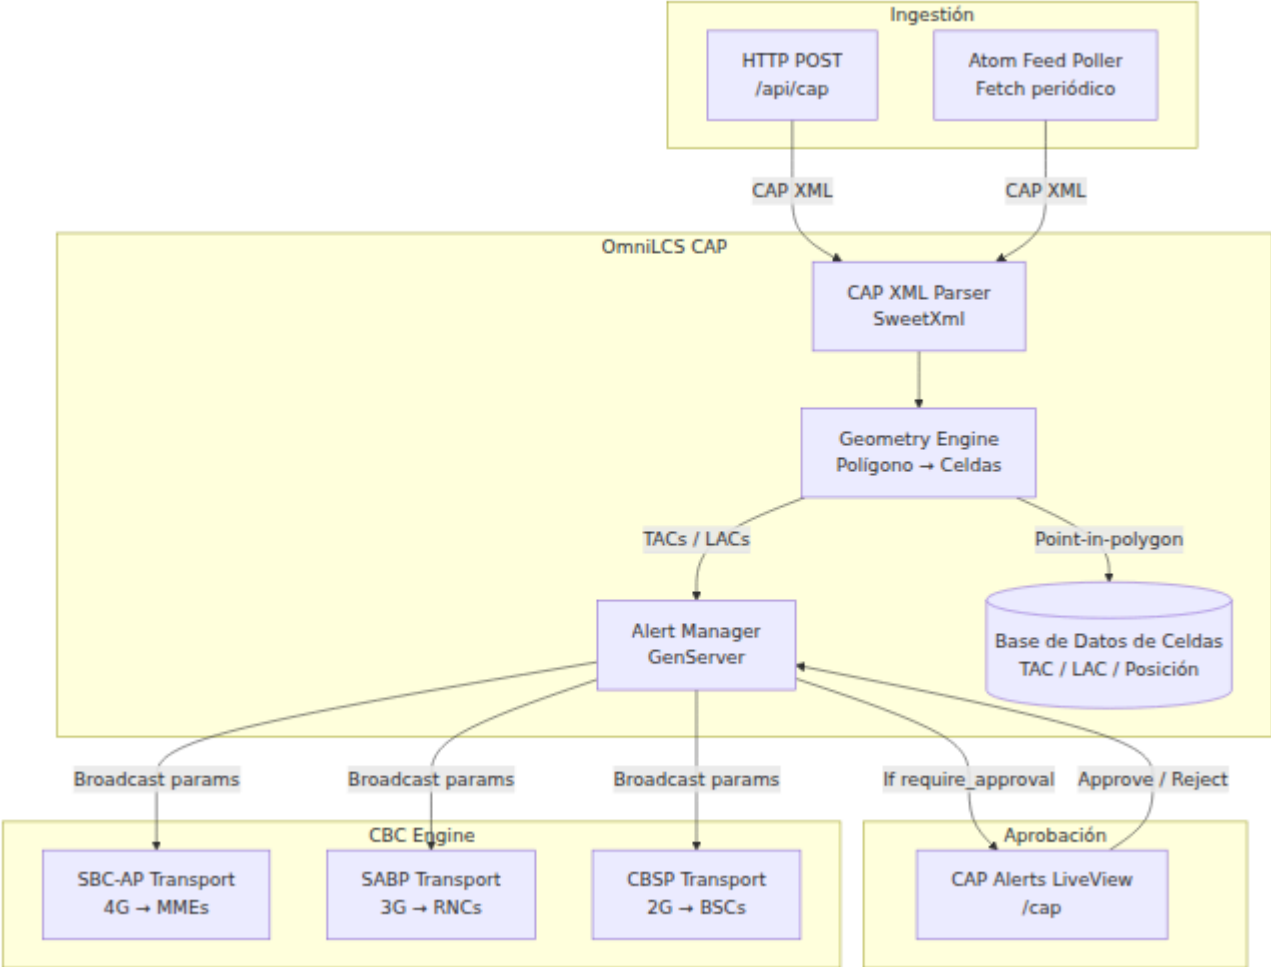 Ingestión
HTTP POST
/api/cap
Atom Feed Poller
Fetch periódico
CAP XML
CAP XML
OmniLCS CAP
CAP XML Parser
SweetXml
Geometry Engine
Polígono → Celdas
TACs / LACs
Point-in-polygon
Alert Manager
GenServer
Base de Datos de Celdas
TAC / LAC / Posición
Broadcast params
Broadcast params
Broadcast params
If require_approval
Approve / Reject
CBC Engine
SBC-AP Transport
4G → MMEs
SABP Transport
3G → RNCs
CBSP Transport
2G → BSCs
Aprobación
CAP Alerts LiveView
/cap